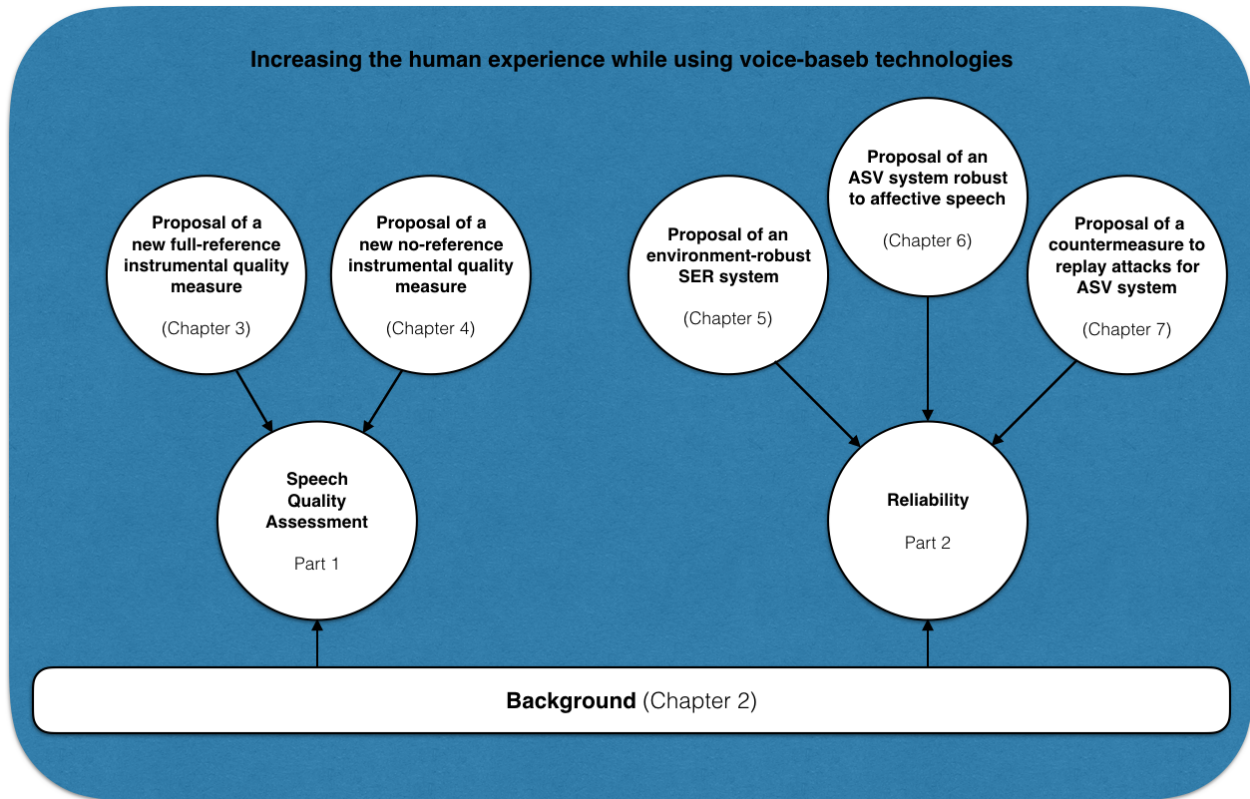 Increasing the human experience while using voice-baseb technologies
Proposal of a
new full-reference
instrumental quality
measure
(Chapter 3)
Proposal of a
new no-reference
instrumental quality
measure
(Chapter 4)
Proposal of an
environment-robust
SER system
(Chapter 5)
Proposal of an
ASV system robust
to affective speech
(Chapter 6)
Proposal of a
countermeasure to
replay attacks for
ASV system
(Chapter 7)
Speech
Quality
Assessment
Part 1
Reliability
Part 2
Background (Chapter 2)